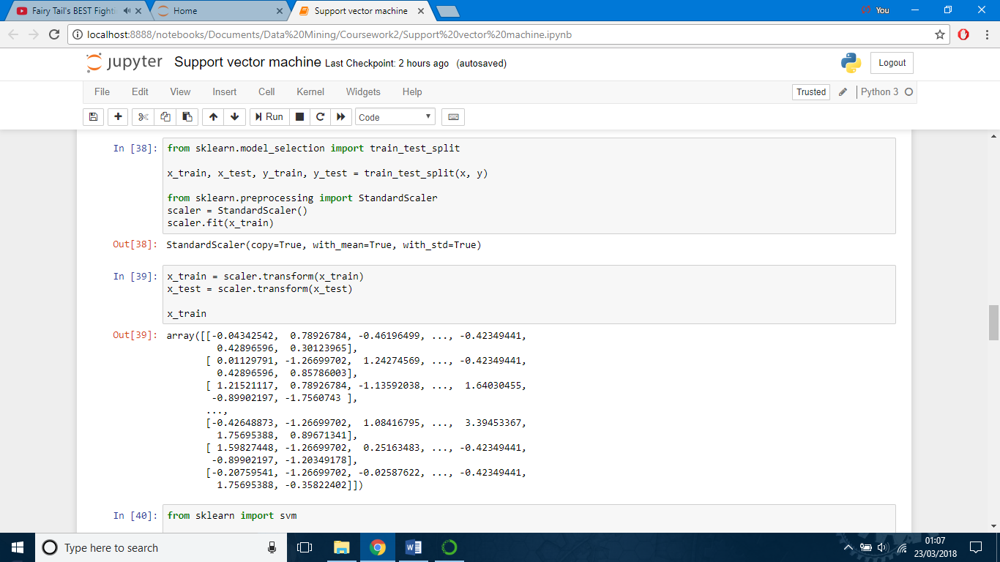 Fairy Tail's BEST Fighti
Home
Support vector machine
You
localhost:8888/notebooks/Documents/Data%20Mining/Coursework2/Support%20vector%20machine.ipynb
jupyter Support vector machine Last Checkpoint: 2 hours ago (autosaved)
Logout
File Edit View Insert Cell Kernel Widgets Help
Trusted Python 3
Run Code
In [38]: from sklearn.model_selection import train_test_split
x_train, x_test, y_train, y_test = train_test_split(x, y)
from sklearn.preprocessing import StandardScaler
scaler = StandardScaler()
scaler.fit(x_train)
Out[38]: StandardScaler(copy=True, with_mean=True, with_std=True)
In [39]: x_train = scaler.transform(x_train)
x_test = scaler.transform(x_test)
x_train
Out[39]: array([[-0.04342542, 0.78926784, -0.46196499, ..., -0.42349441,
0.42896596, 0.30123965],
[ 0.01129791, -1.26699702, 1.24274569, ..., -0.42349441,
0.42896596, 0.85786003],
[ 1.21521117, 0.78926784, -1.13592038, ..., 1.64030455,
-0.89902197, -1.7560743 ],
...,
[-0.42648873, -1.26699702, 1.08416795, ..., 3.39453367,
1.75695388, 0.89671341],
[ 1.59827448, -1.26699702, 0.25163483, ..., -0.42349441,
-0.89902197, -1.20349178],
[-0.20759541, -1.26699702, -0.02587622, ..., -0.42349441,
1.75695388, -0.35822402]])
In [40]: from sklearn import svm
Type here to search
01:07
23/03/2018